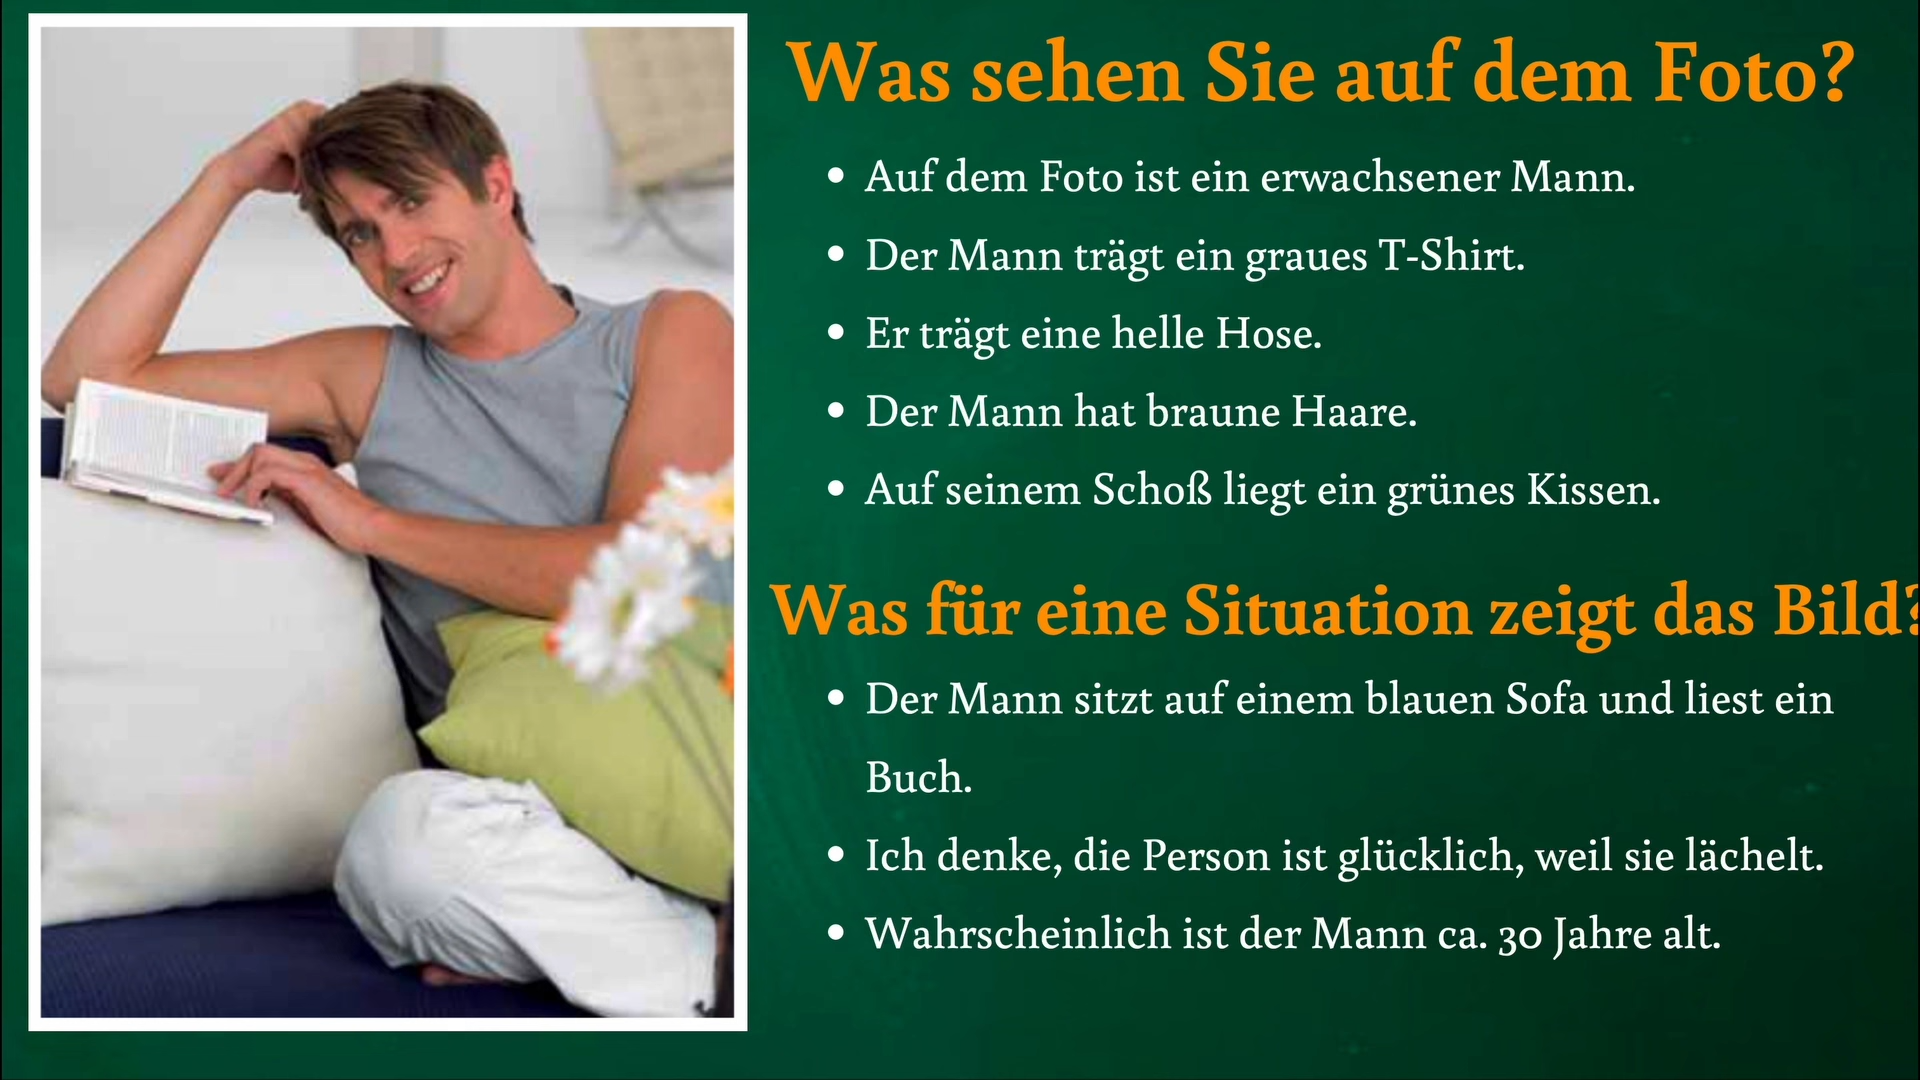 Was sehen Sie auf dem Foto?
• Auf dem Foto ist ein erwachsener Mann.
• Der Mann trägt ein graues T-Shirt.
• Er trägt eine helle Hose.
• Der Mann hat braune Haare.
• Auf seinem Schoß liegt ein grünes Kissen.
Was für eine Situation zeigt das Bild?
• Der Mann sitzt auf einem blauen Sofa und liest ein
Buch.
• Ich denke, die Person ist glücklich, weil sie lächelt.
• Wahrscheinlich ist der Mann ca. 30 Jahre alt.